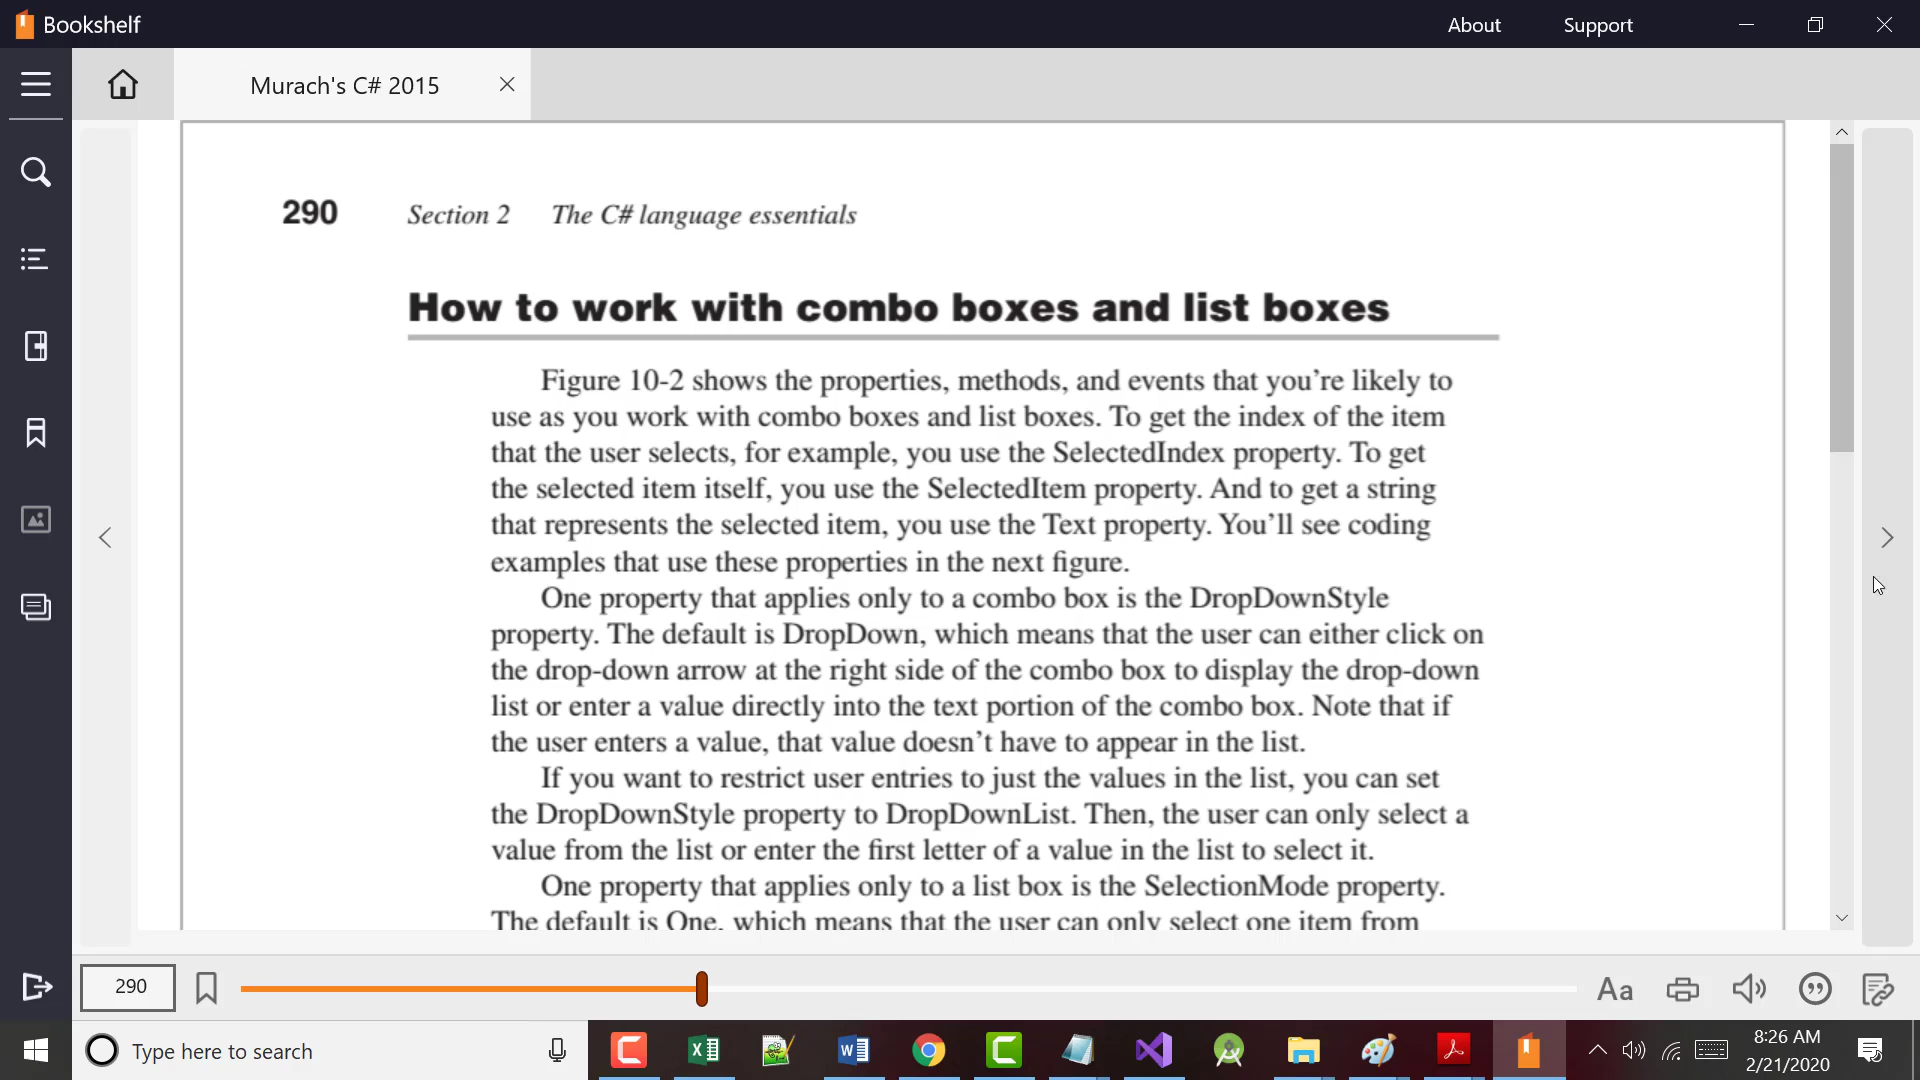 Bookshelf
About
Support
Murach's C# 2015
290 Section 2 The C# language essentials
How to work with combo boxes and list boxes
Figure 10-2 shows the properties, methods, and events that you’re likely to
use as you work with combo boxes and list boxes. To get the index of the item
that the user selects, for example, you use the SelectedIndex property. To get
the selected item itself, you use the SelectedItem property. And to get a string
that represents the selected item, you use the Text property. You’ll see coding
examples that use these properties in the next figure.
One property that applies only to a combo box is the DropDownStyle
property. The default is DropDown, which means that the user can either click on
the drop-down arrow at the right side of the combo box to display the drop-down
list or enter a value directly into the text portion of the combo box. Note that if
the user enters a value, that value doesn’t have to appear in the list.
If you want to restrict user entries to just the values in the list, you can set
the DropDownStyle property to DropDownList. Then, the user can only select a
value from the list or enter the first letter of a value in the list to select it.
One property that applies only to a list box is the SelectionMode property.
The default is One, which means that the user can only select one item from
290
Aa
Type here to search
8:26 AM
2/21/2020